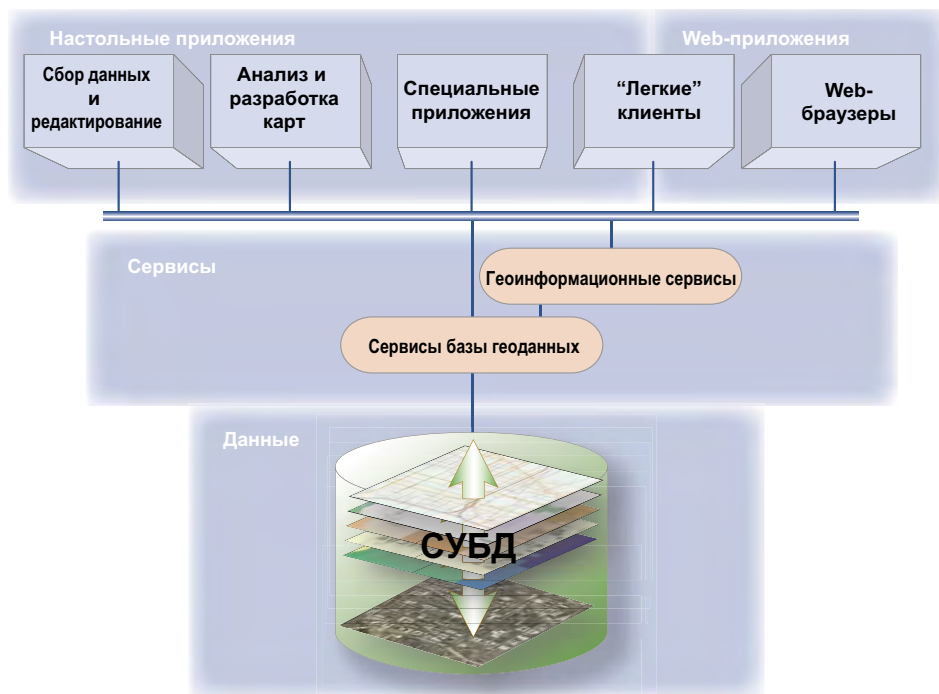 Настольные приложения
Web-приложения
Сбор данных
и
редактирование
Анализ и
разработка
карт
Специальные
приложения
“Легкие”
клиенты
Web-
браузеры
Сервисы
Геоинформационные сервисы
Сервисы базы геоданных
Данные
СУБД